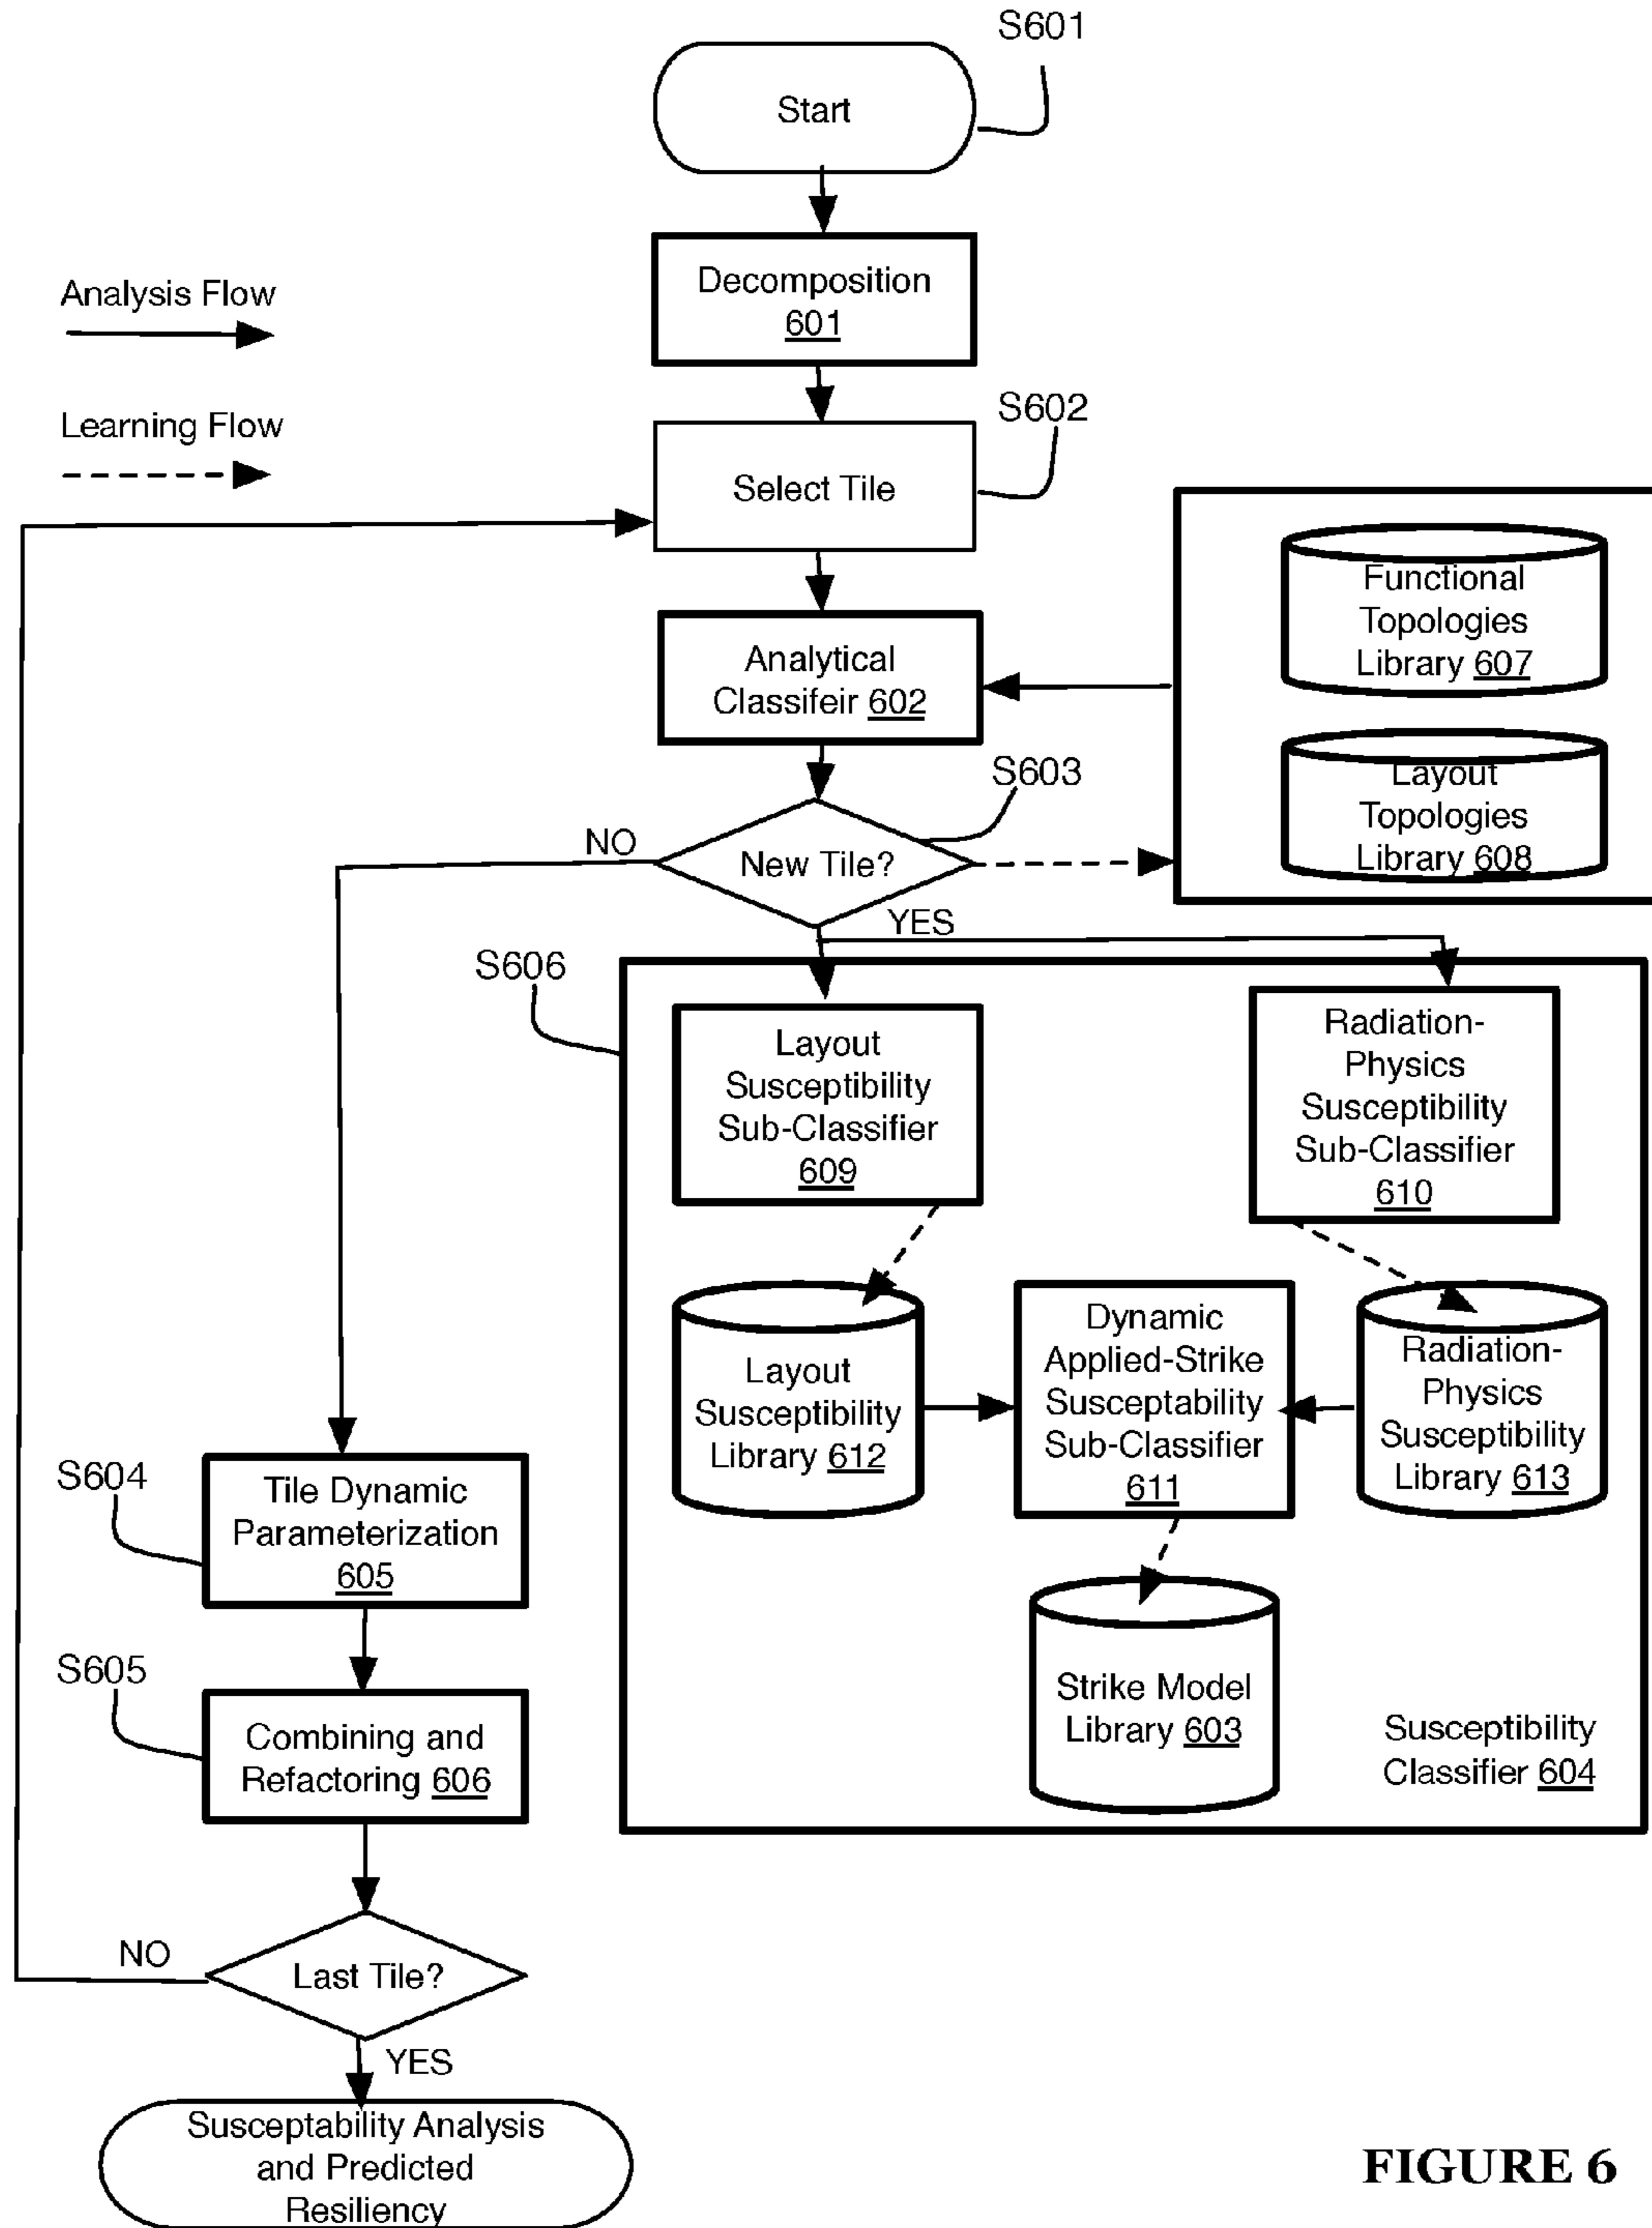 S601
Start
Decomposition
601
Analysis Flow
Learning Flow
S602
Select Tile
Functional
Topologies
Library 607
Analytical
Classifeir 602
Layout
Topologies
Library 608
S603
NO
New Tile?
YES
S606
Layout
Susceptibility
Sub-Classifier
609
Radiation-
Physics
Susceptibility
Sub-Classifier
610
Layout
Susceptibility
Library 612
Dynamic
Applied-Strike
Susceptability
Sub-Classifier
611
Radiation-
Physics
Susceptibility
Library 613
S604
Tile Dynamic
Parameterization
605
S605
Combining and
Refactoring 606
Strike Model
Library 603
Susceptibility
Classifier 604
NO
Last Tile?
YES
Susceptability Analysis
and Predicted
Resiliency
FIGURE 6